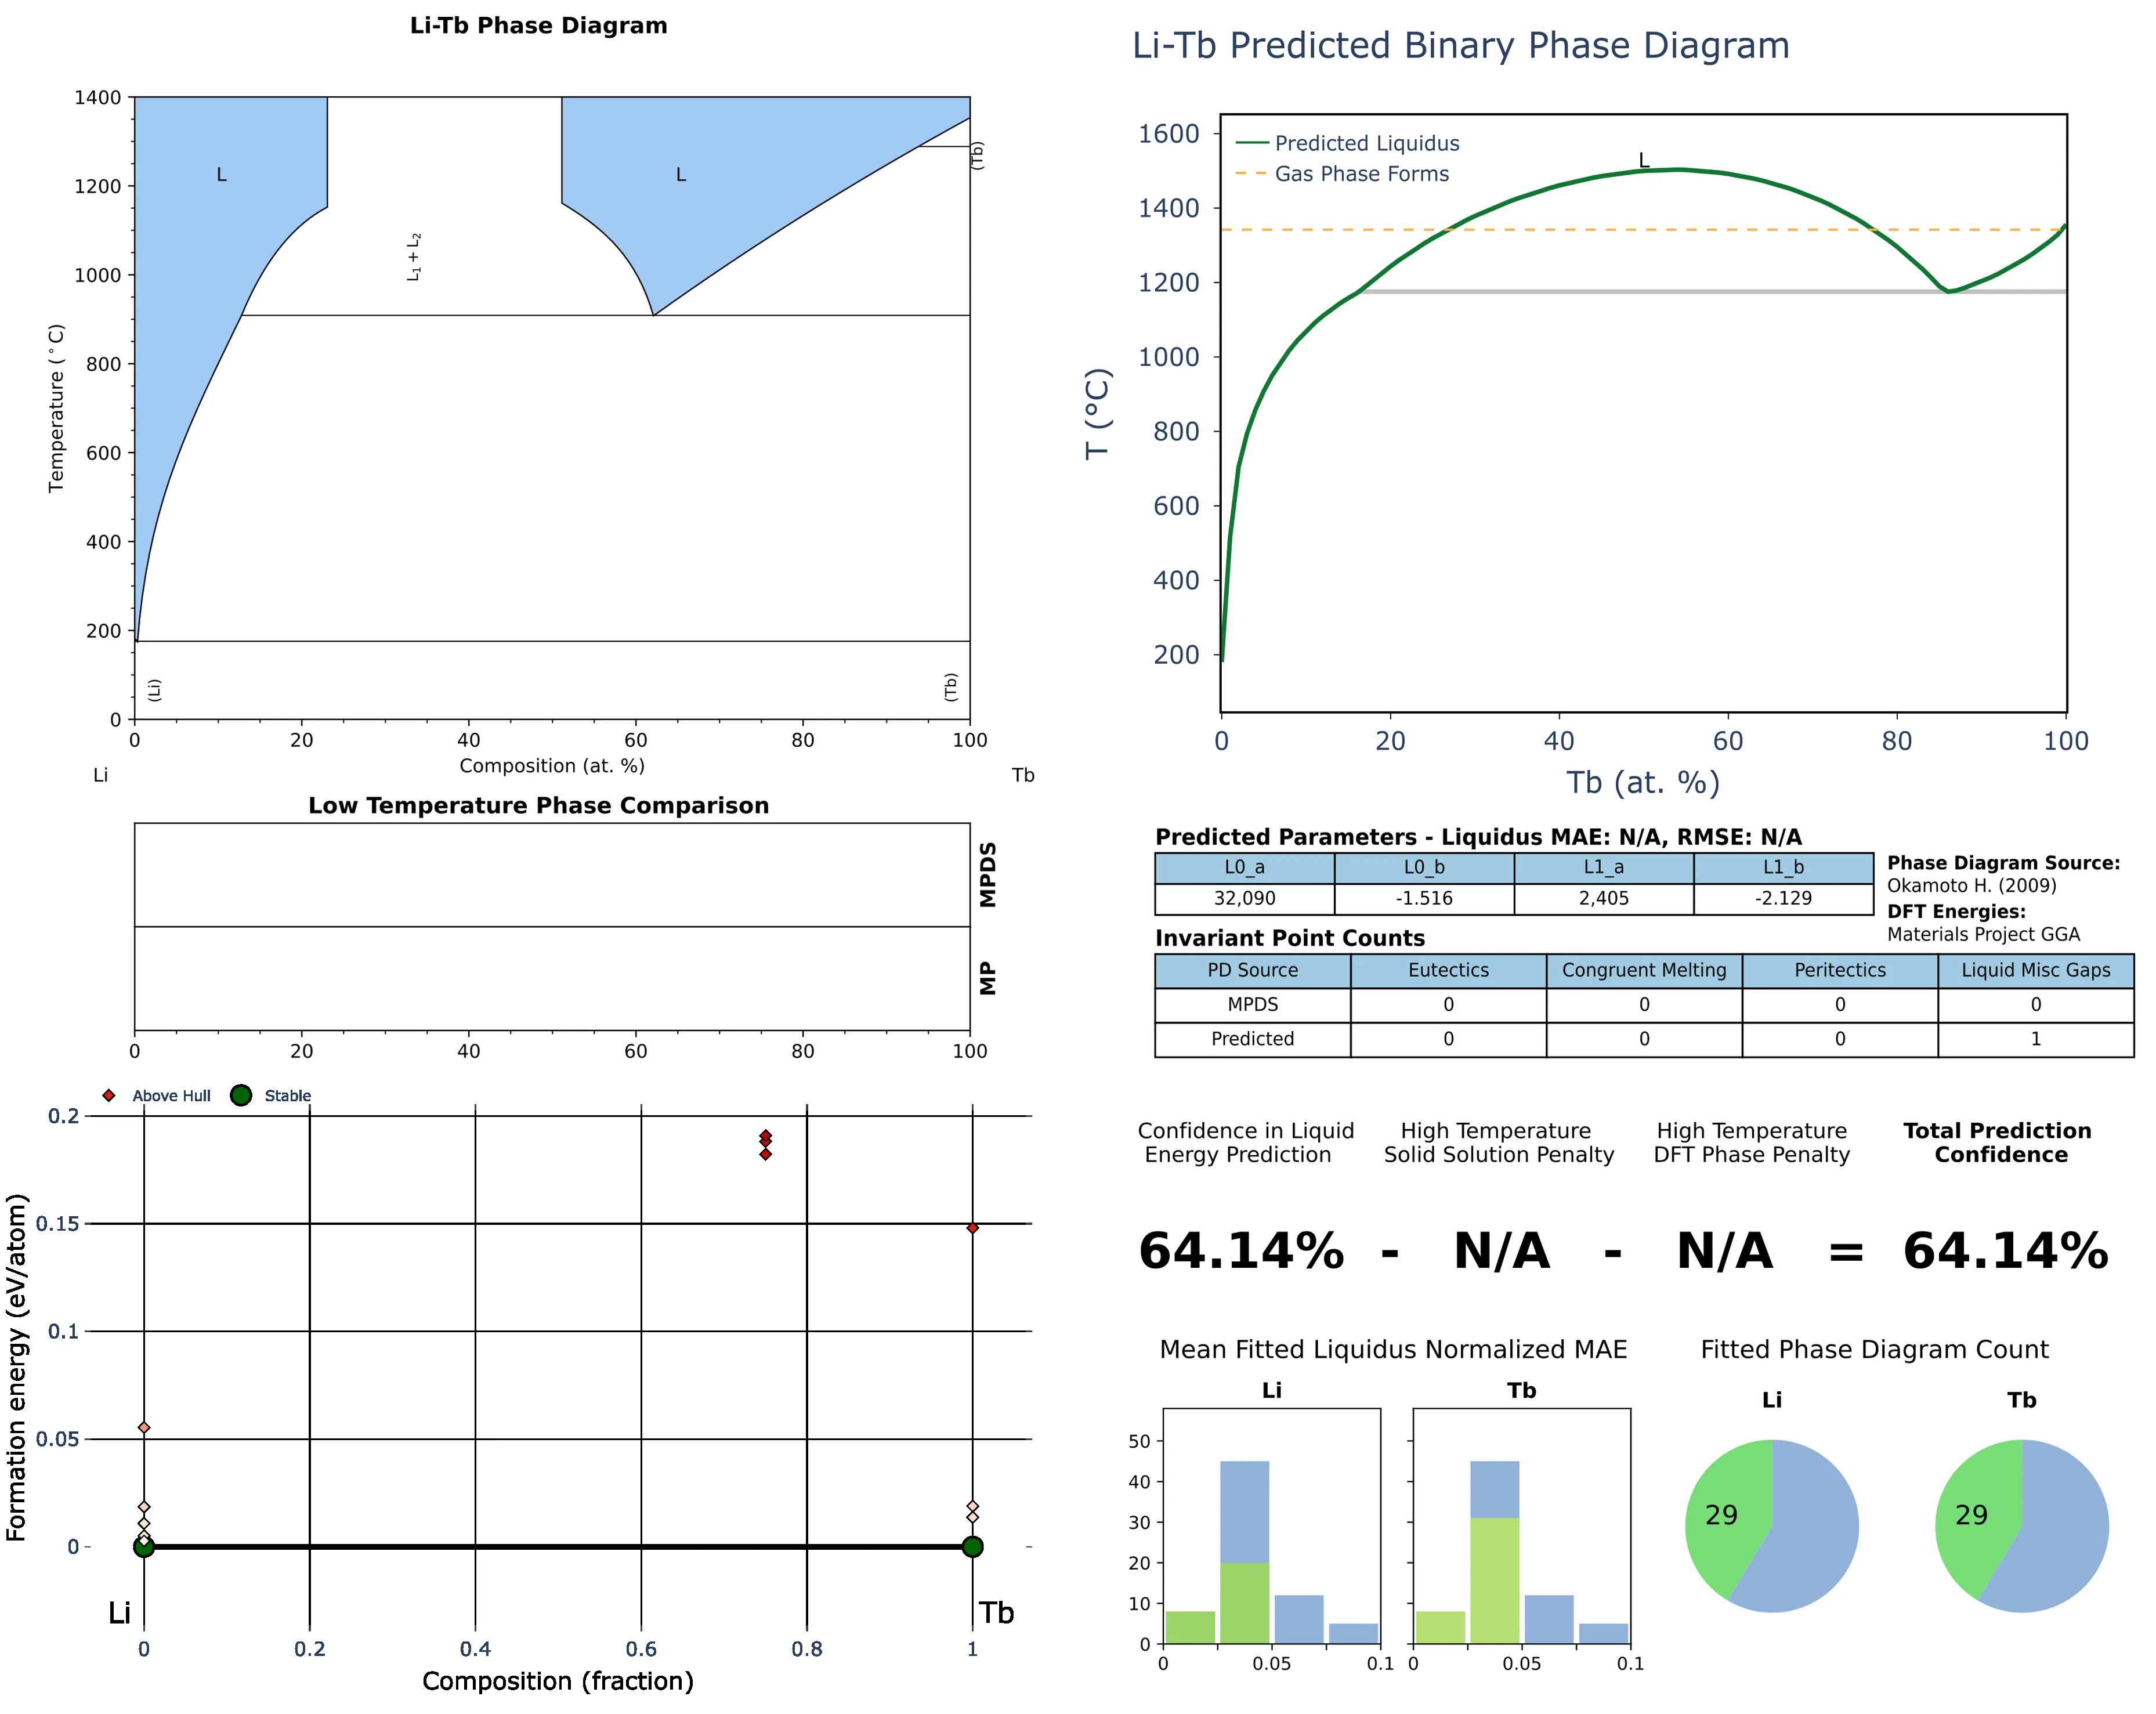 Li-Tb Phase Diagram
1400
1200
1000
800
600
400
200
0
Temperature (°C)
L
L
L₁ + L₂
(Tb)
(Li)
(Tb)
0 20 40 60 80 100
Composition (at. %)
Li Tb
Low Temperature Phase Comparison
MPDS
MP
0 20 40 60 80 100
Above Hull Stable
0.2
0.15
0.1
0.05
0
Formation energy (eV/atom)
Li Tb
0 0.2 0.4 0.6 0.8 1
Composition (fraction)
Li-Tb Predicted Binary Phase Diagram
1600
1400
1200
1000
800
600
400
200
T (°C)
Predicted Liquidus
Gas Phase Forms
L
0 20 40 60 80 100
Tb (at. %)
Predicted Parameters - Liquidus MAE: N/A, RMSE: N/A
L0_a L0_b L1_a L1_b
32,090 -1.516 2,405 -2.129
Phase Diagram Source:
Okamoto H. (2009)
DFT Energies:
Materials Project GGA
Invariant Point Counts
PD Source Eutectics Congruent Melting Peritectics Liquid Misc Gaps
MPDS 0 0 0 0
Predicted 0 0 0 1
Confidence in Liquid
Energy Prediction
High Temperature
Solid Solution Penalty
High Temperature
DFT Phase Penalty
Total Prediction
Confidence
64.14% - N/A - N/A = 64.14%
Mean Fitted Liquidus Normalized MAE
Li Tb
50
40
30
20
10
0
0 0.05 0.1 0 0.05 0.1
Fitted Phase Diagram Count
Li Tb
29 29